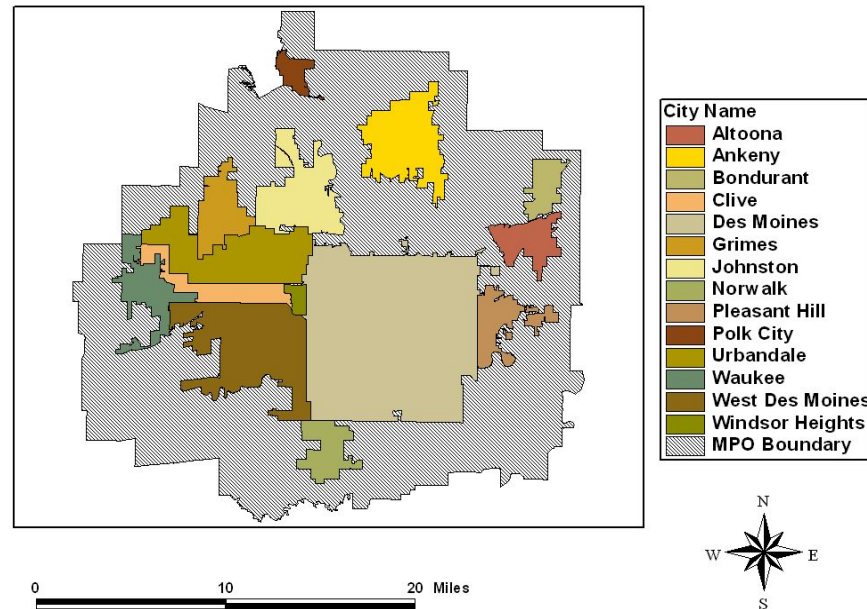 City Name
Altoona
Ankeny
Bondurant
Clive
Des Moines
Grimes
Johnston
Norwalk
Pleasant Hill
Polk City
Urbandale
Waukee
West Des Moines
Windsor Heights
MPO Boundary
N
W E
S
0 10 20 Miles